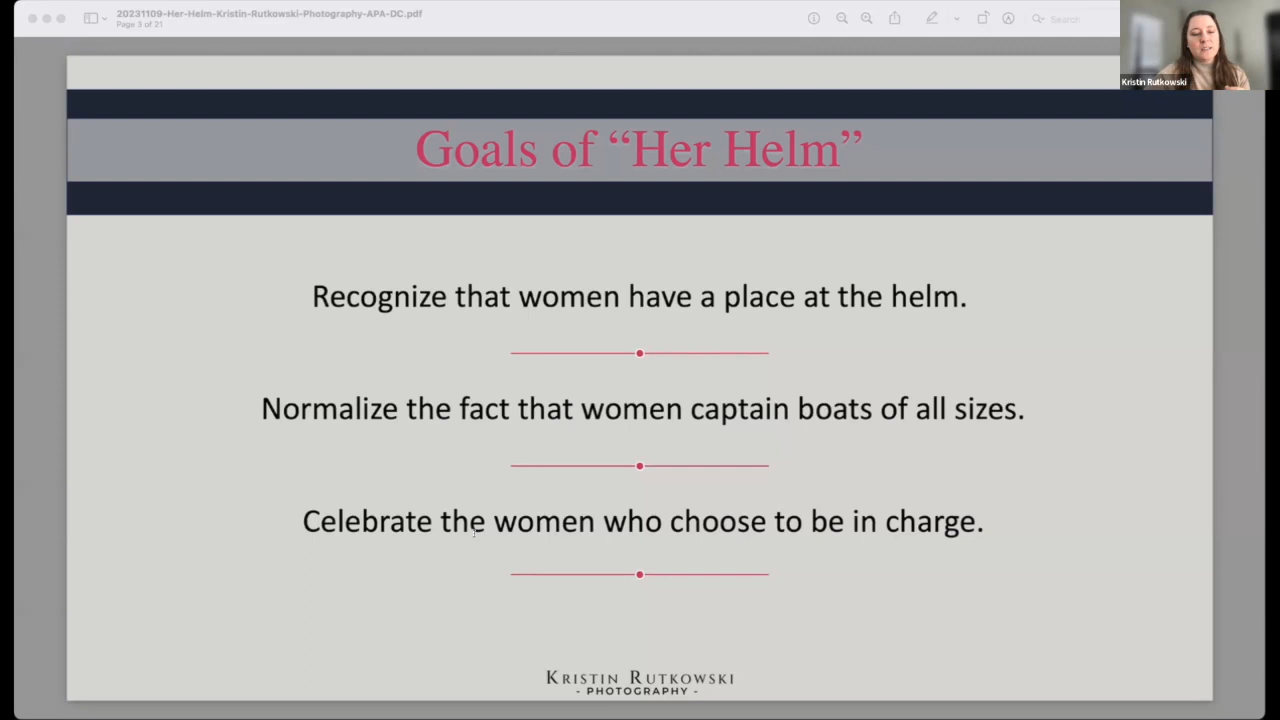 20231109-Her-Helm-Kristin-Rutkowski-Photography-APA-DC.pdf
Page 3 of 21
Search
Kristin Rutkowski
Goals of “Her Helm”
Recognize that women have a place at the helm.
Normalize the fact that women captain boats of all sizes.
Celebrate the women who choose to be in charge.
KRISTIN RUTKOWSKI
- PHOTOGRAPHY -